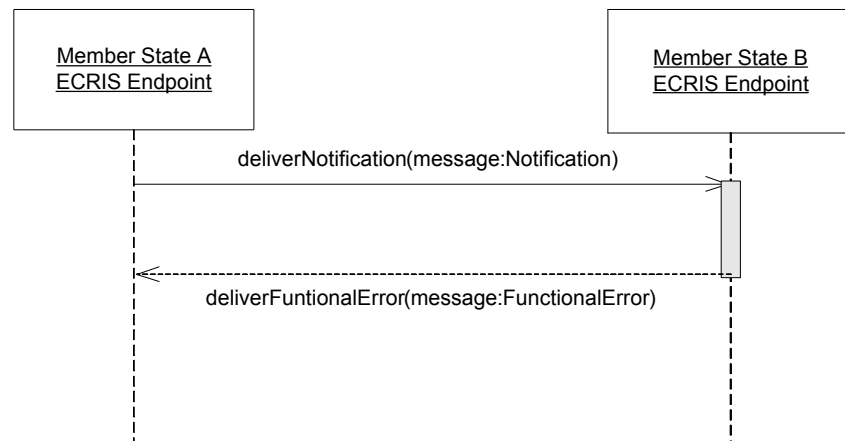 Member State A
ECRIS Endpoint
Member State B
ECRIS Endpoint
deliverNotification(message:Notification)
deliverFuntionalError(message:FunctionalError)